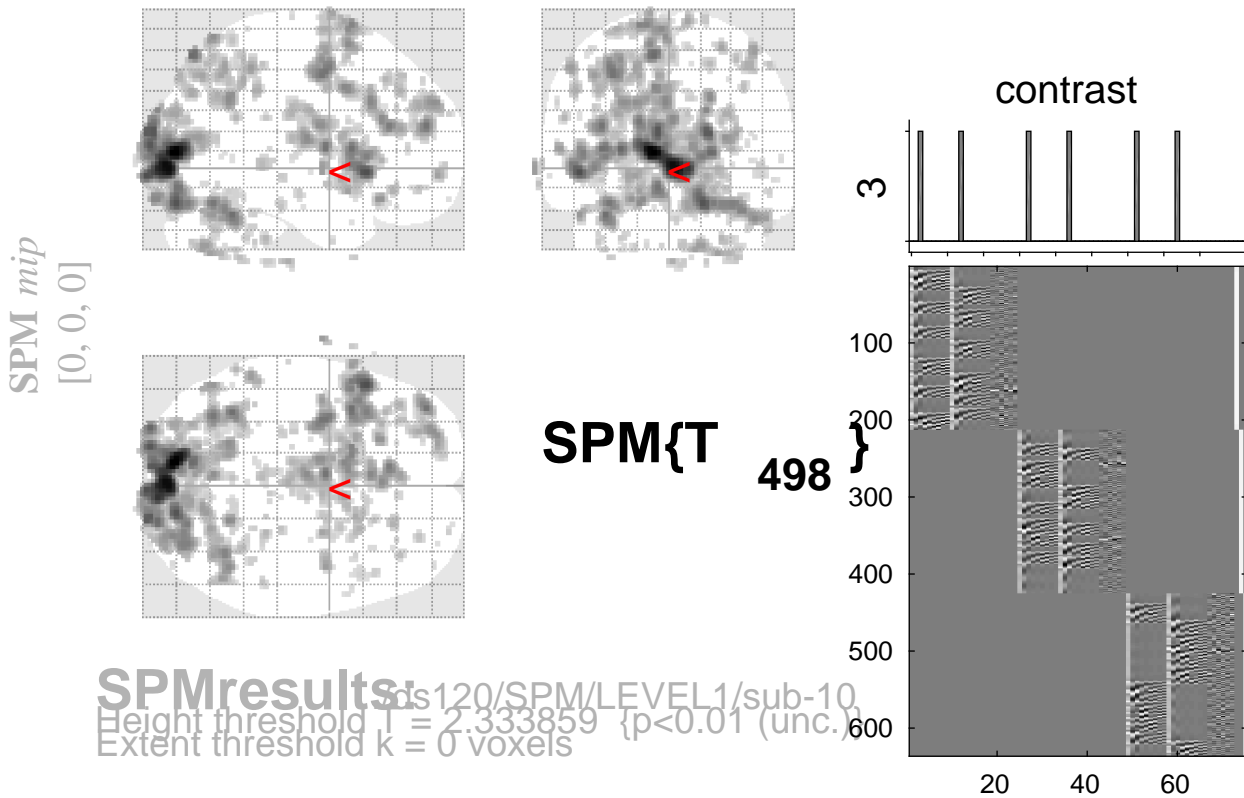 SPM mip
[0, 0, 0]
<
<
<
SPM{T498}
contrast
3
100
200
300
400
500
600
20
40
60
SPMresults: /ds120/SPM/LEVEL1/sub-10
Height threshold T = 2.333859 {p<0.01 (unc.)}
Extent threshold k = 0 voxels